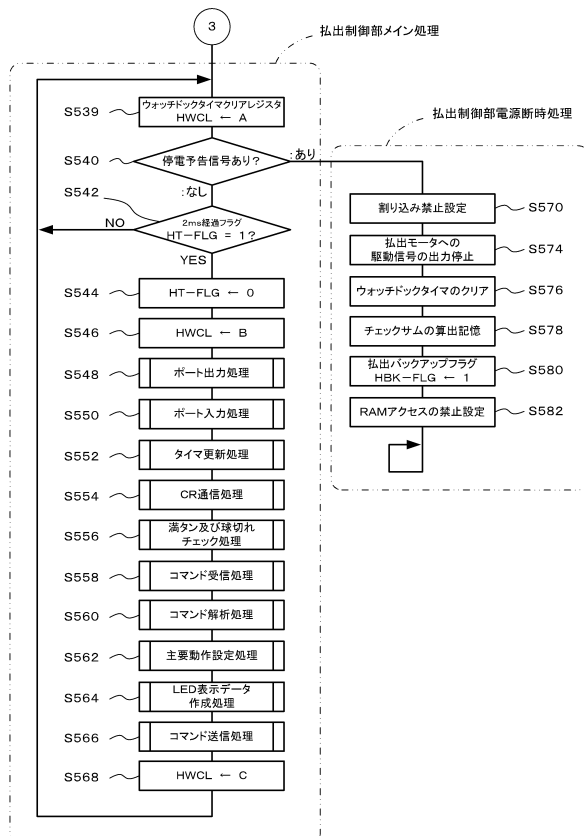 3
払出制御部メイン処理
S539
ウォッチドックタイマクリアレジスタ
HWCL ← A
S540
停電予告信号あり?
:あり
:なし
S542
2ms経過フラグ
HT-FLG = 1?
NO
YES
S544
HT-FLG ← 0
S546
HWCL ← B
S548
ポート出力処理
S550
ポート入力処理
S552
タイマ更新処理
S554
CR通信処理
S556
満タン及び球切れ
チェック処理
S558
コマンド受信処理
S560
コマンド解析処理
S562
主要動作設定処理
S564
LED表示データ
作成処理
S566
コマンド送信処理
S568
HWCL ← C
払出制御部電源断時処理
割り込み禁止設定
S570
払出モータへの
駆動信号の出力停止
S574
ウォッチドックタイマのクリア
S576
チェックサムの算出記憶
S578
払出バックアップフラグ
HBK-FLG ← 1
S580
RAMアクセスの禁止設定
S582